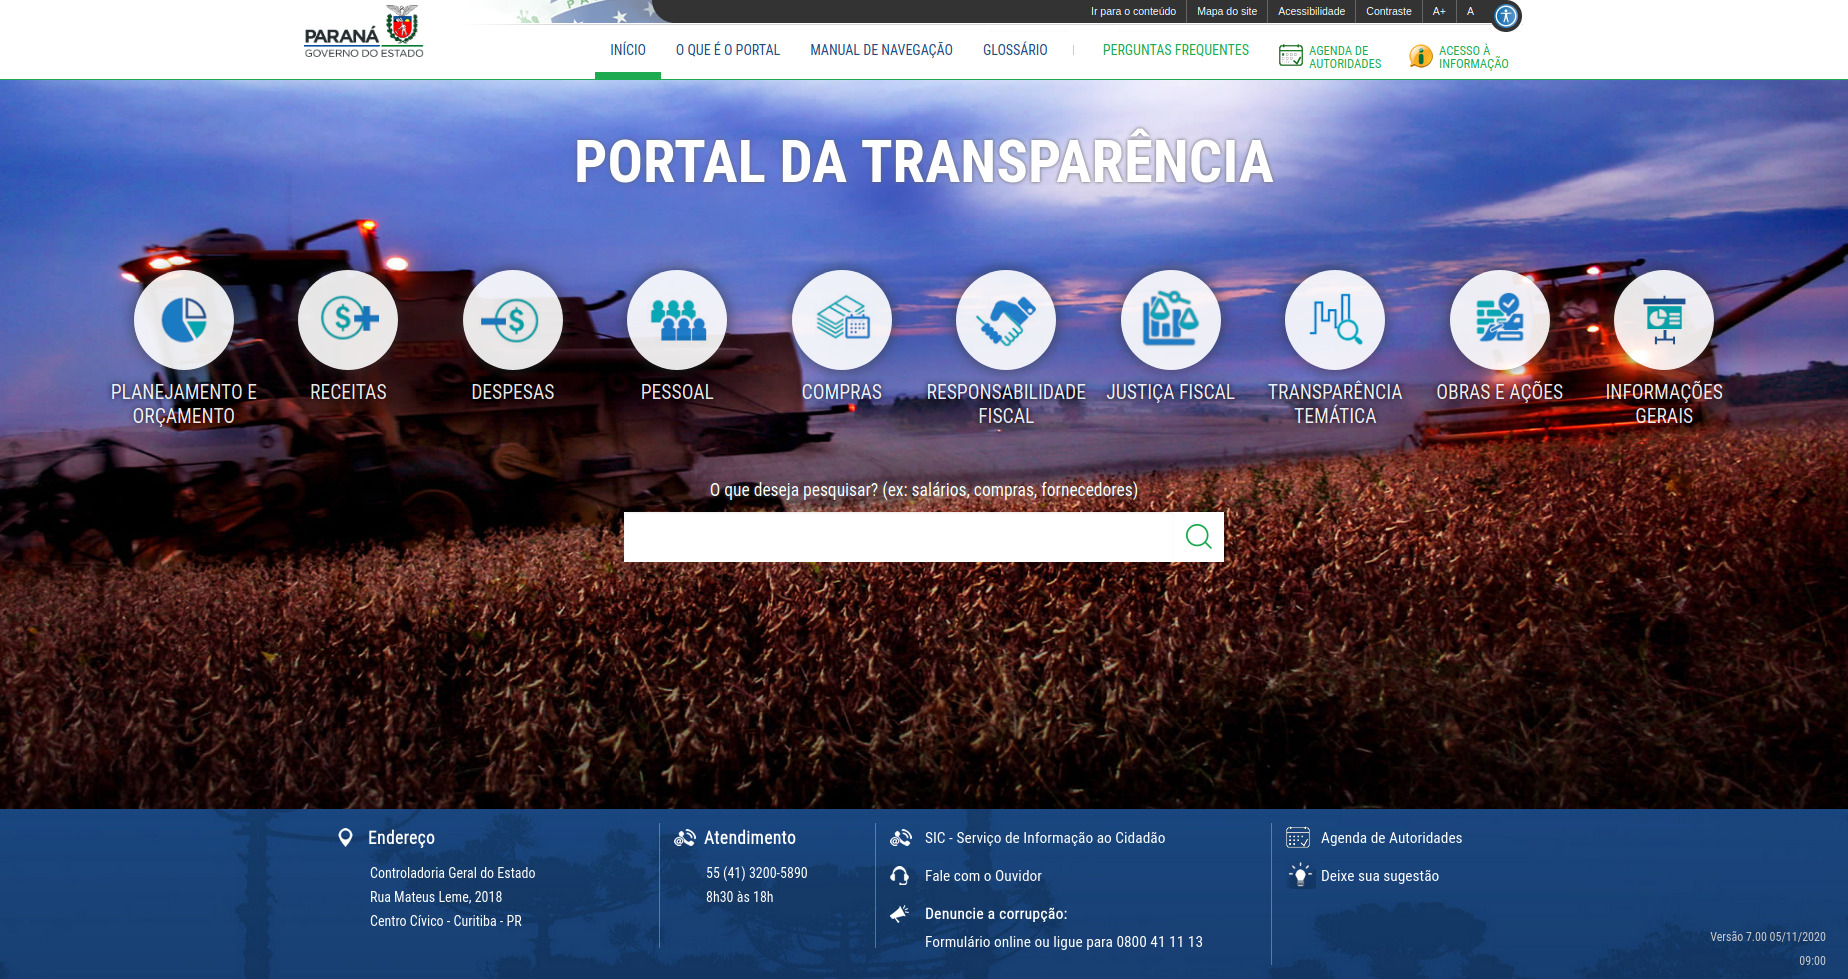 PARANÁ
GOVERNO DO ESTADO
Ir para o conteúdo
Mapa do site
Acessibilidade
Contraste
A+
A
INÍCIO
O QUE É O PORTAL
MANUAL DE NAVEGAÇÃO
GLOSSÁRIO
PERGUNTAS FREQUENTES
AGENDA DE
AUTORIDADES
ACESSO À
INFORMAÇÃO
PORTAL DA TRANSPARÊNCIA
PLANEJAMENTO E
ORÇAMENTO
RECEITAS
DESPESAS
PESSOAL
COMPRAS
RESPONSABILIDADE
FISCAL
JUSTIÇA FISCAL
TRANSPARÊNCIA
TEMÁTICA
OBRAS E AÇÕES
INFORMAÇÕES
GERAIS
O que deseja pesquisar? (ex: salários, compras, fornecedores)
Endereço
Controladoria Geral do Estado
Rua Mateus Leme, 2018
Centro Cívico - Curitiba - PR
Atendimento
55 (41) 3200-5890
8h30 às 18h
SIC - Serviço de Informação ao Cidadão
Fale com o Ouvidor
Denuncie a corrupção:
Formulário online ou ligue para 0800 41 11 13
Agenda de Autoridades
Deixe sua sugestão
Versão 7.00 05/11/2020
09:00